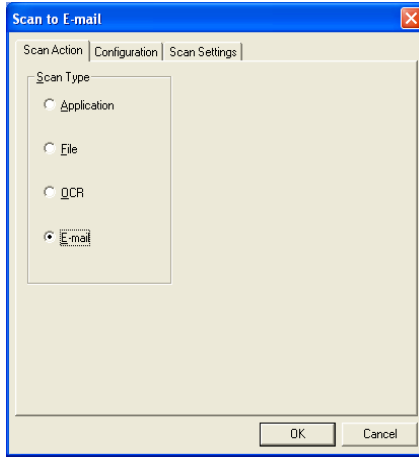 Scan to E-mail
Scan Action Configuration Scan Settings
Scan Type
Application
File
OCR
E-mail
OK Cancel